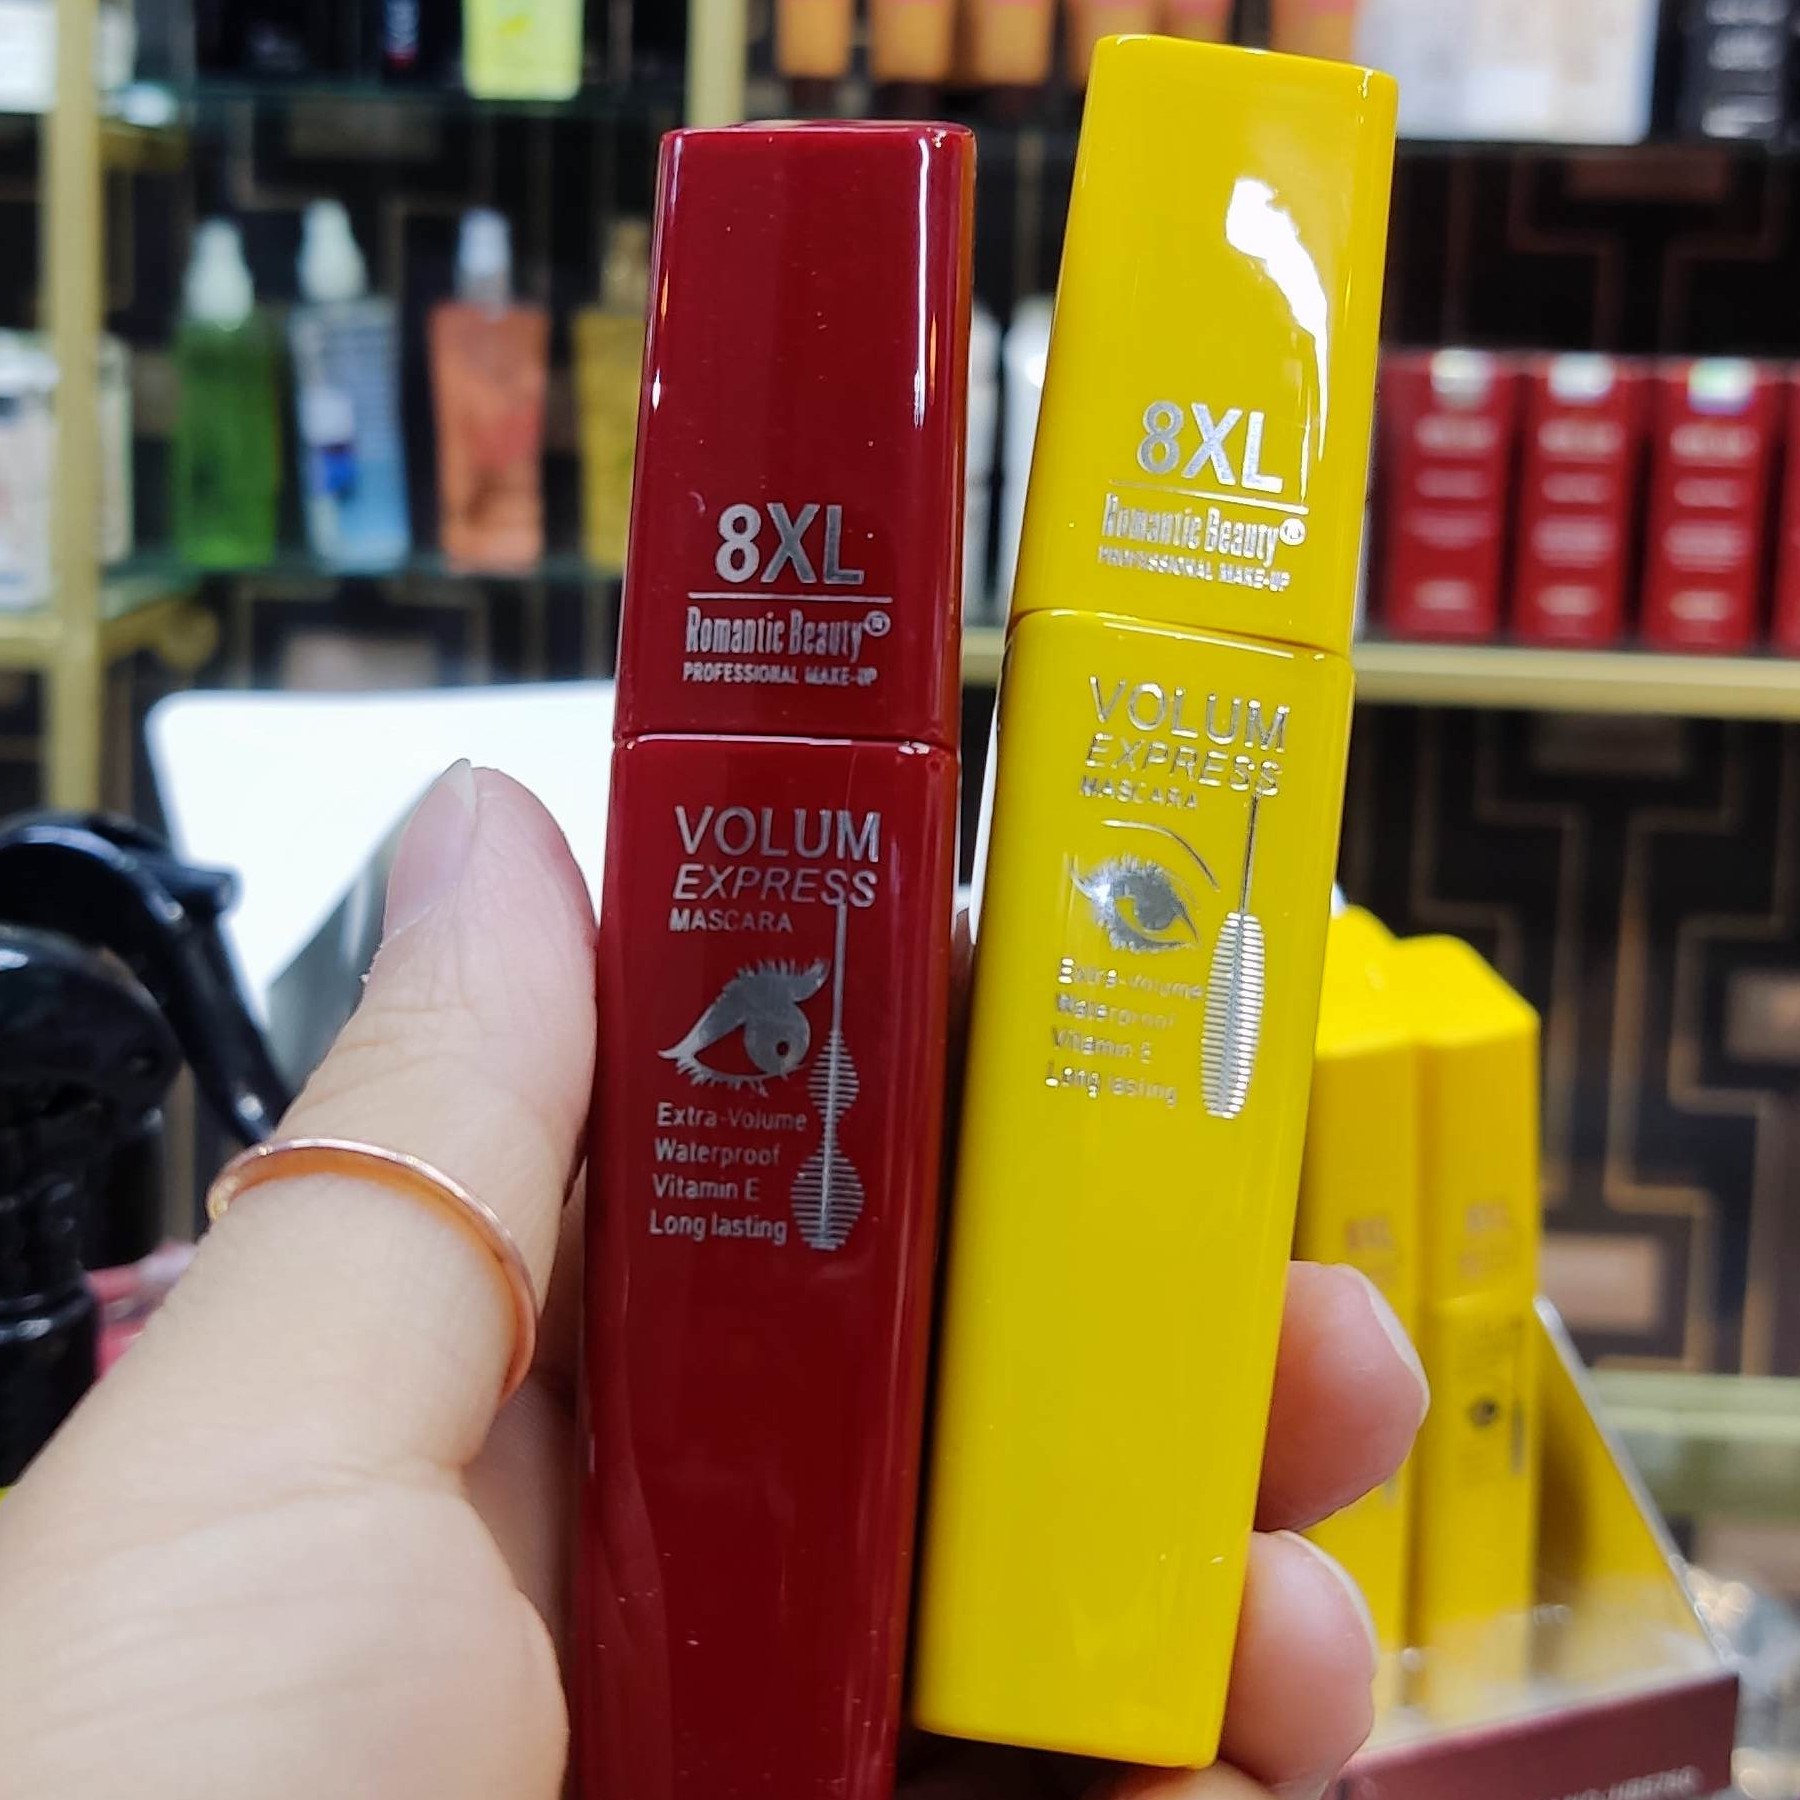 8XL
Romantic Beauty®
PROFESSIONAL MAKE-UP
VOLUM
EXPRESS
MASCARA
Extra-Volume
Waterproof
Vitamin E
Long lasting
8XL
Romantic Beauty®
PROFESSIONAL MAKE-UP
VOLUM
EXPRESS
MASCARA
Extra-Volume
Waterproof
Vitamin E
Long lasting
8XL